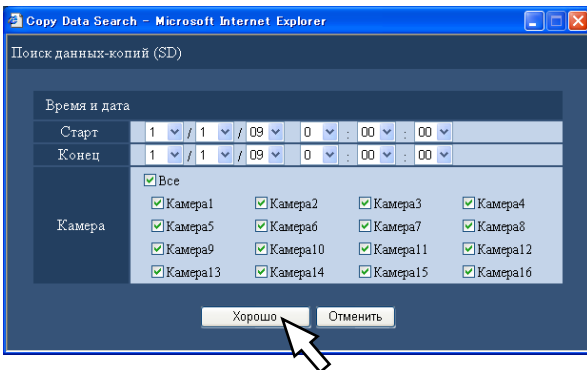 Copy Data Search - Microsoft Internet Explorer
Поиск данных-копий (SD)
Время и дата
Старт 1 / 1 / 09 0 : 00 : 00
Конец 1 / 1 / 09 0 : 00 : 00
Все
Камера1 Камера2 Камера3 Камера4
Камера Камера5 Камера6 Камера7 Камера8
Камера9 Камера10 Камера11 Камера12
Камера13 Камера14 Камера15 Камера16
Хорошо Отменить